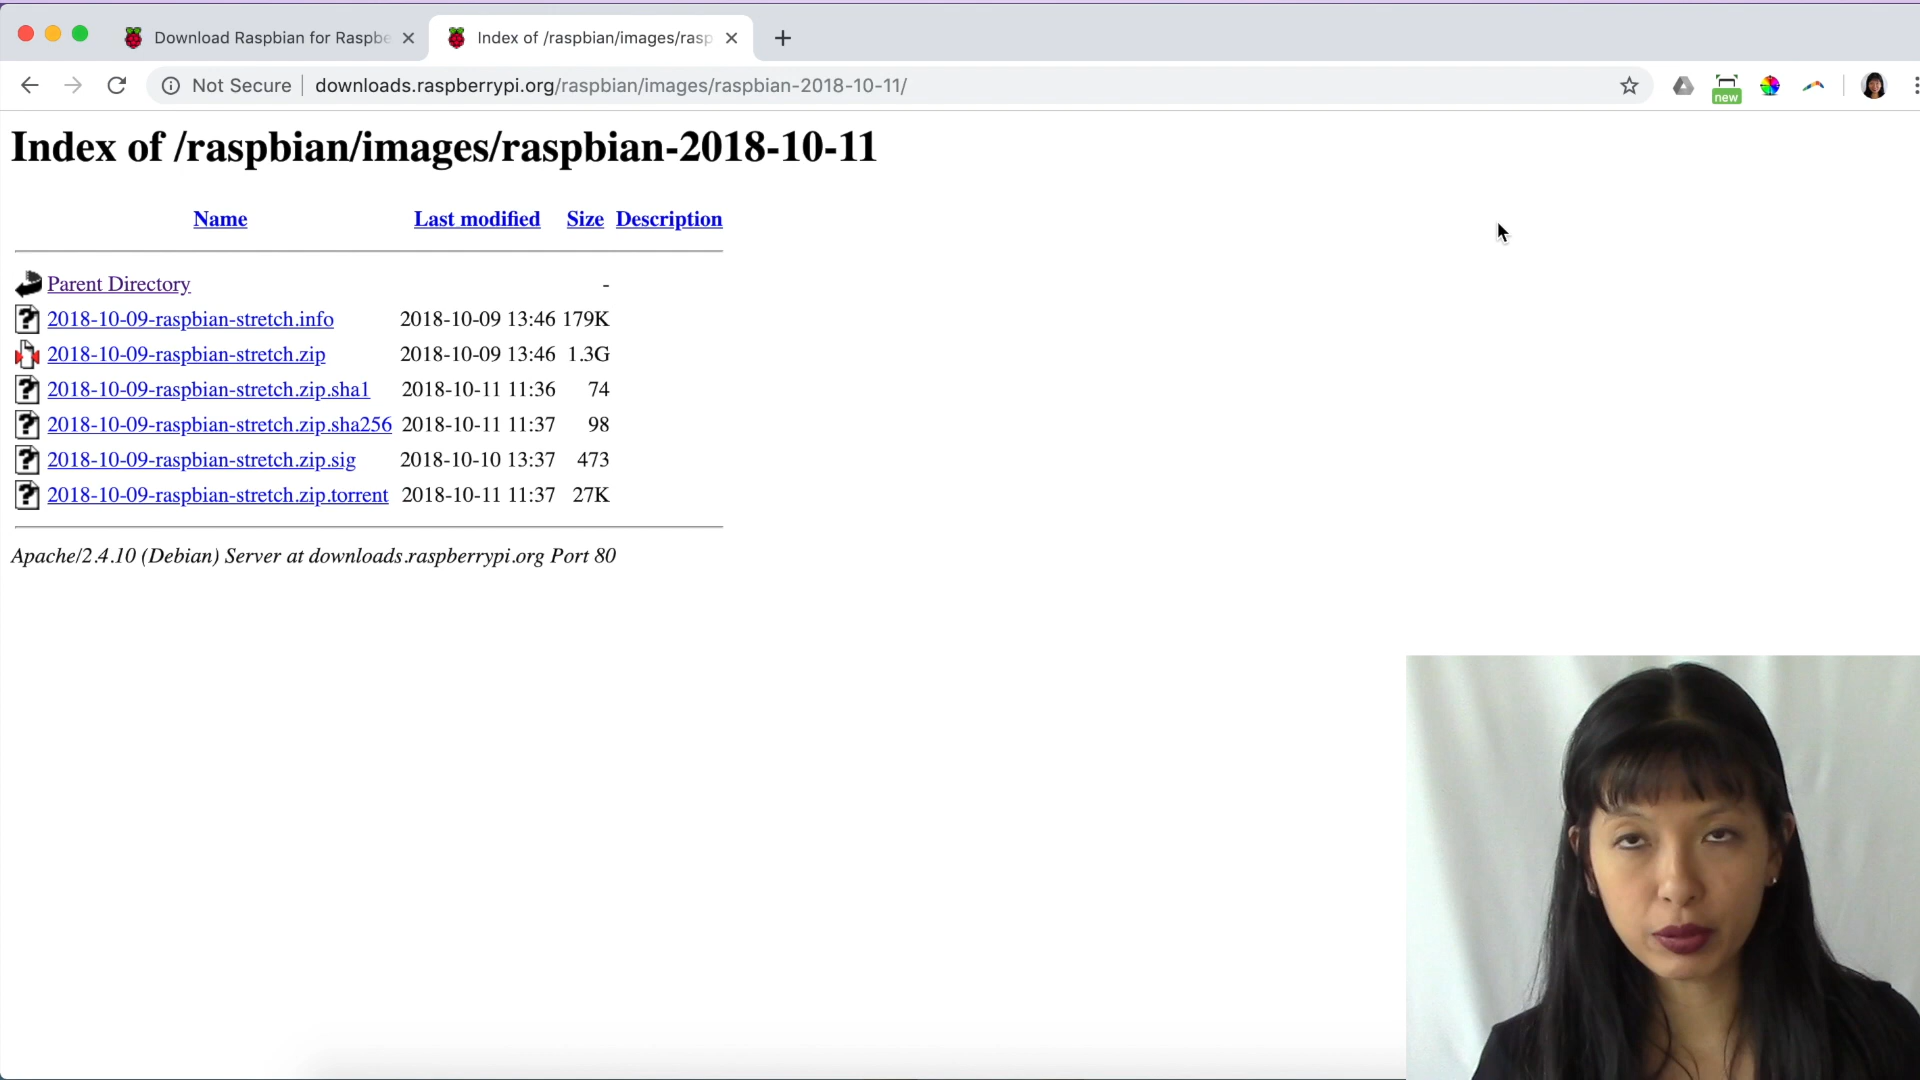 Download Raspbian for Raspbe
Index of /raspbian/images/rasp
Not Secure
downloads.raspberrypi.org/raspbian/images/raspbian-2018-10-11/
new
Index of /raspbian/images/raspbian-2018-10-11
Name Last modified Size Description
Parent Directory -
2018-10-09-raspbian-stretch.info 2018-10-09 13:46 179K
2018-10-09-raspbian-stretch.zip 2018-10-09 13:46 1.3G
2018-10-09-raspbian-stretch.zip.sha1 2018-10-11 11:36 74
2018-10-09-raspbian-stretch.zip.sha256 2018-10-11 11:37 98
2018-10-09-raspbian-stretch.zip.sig 2018-10-10 13:37 473
2018-10-09-raspbian-stretch.zip.torrent 2018-10-11 11:37 27K
Apache/2.4.10 (Debian) Server at downloads.raspberrypi.org Port 80